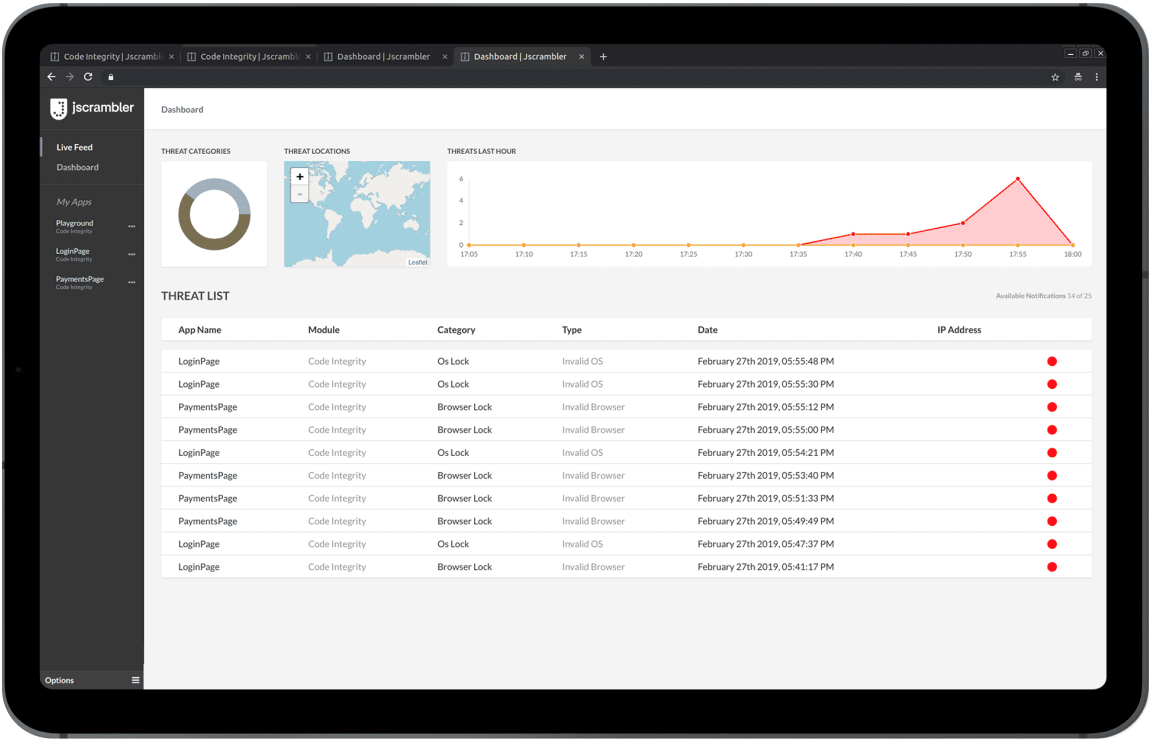 Code Integrity | Jscrambl
Code Integrity | Jscrambl
Dashboard | Jscrambler
Dashboard | Jscrambler
jscrambler
Live Feed
Dashboard
My Apps
Playground
Code Integrity
LoginPage
Code Integrity
PaymentsPage
Code Integrity
Options
Dashboard
THREAT CATEGORIES
THREAT LOCATIONS
+
-
Leaflet
THREATS LAST HOUR
6
4
2
0
17:05 17:10 17:15 17:20 17:25 17:30 17:35 17:40 17:45 17:50 17:55 18:00
THREAT LIST
Available Notifications 14 of 25
App Name Module Category Type Date IP Address
LoginPage Code Integrity Os Lock Invalid OS February 27th 2019, 05:55:48 PM
LoginPage Code Integrity Os Lock Invalid OS February 27th 2019, 05:55:30 PM
PaymentsPage Code Integrity Browser Lock Invalid Browser February 27th 2019, 05:55:12 PM
PaymentsPage Code Integrity Browser Lock Invalid Browser February 27th 2019, 05:55:00 PM
LoginPage Code Integrity Os Lock Invalid OS February 27th 2019, 05:54:21 PM
PaymentsPage Code Integrity Browser Lock Invalid Browser February 27th 2019, 05:53:40 PM
PaymentsPage Code Integrity Browser Lock Invalid Browser February 27th 2019, 05:51:33 PM
PaymentsPage Code Integrity Browser Lock Invalid Browser February 27th 2019, 05:49:49 PM
LoginPage Code Integrity Os Lock Invalid OS February 27th 2019, 05:47:37 PM
LoginPage Code Integrity Browser Lock Invalid Browser February 27th 2019, 05:41:17 PM